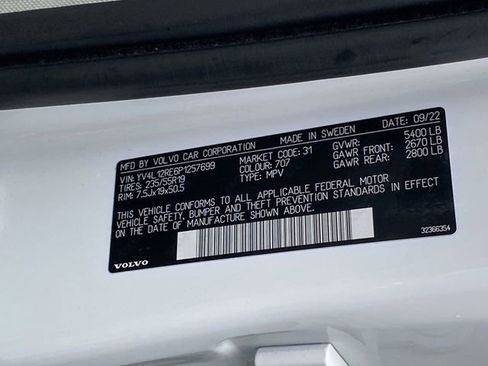 MFD BY VOLVO CAR CORPORATION MADE IN SWEDEN DATE: 09/22
VIN: YV4L12RE6P1257699 MARKET CODE: 31 GVWR: 5400 LB
TIRES: 235/55R19 COLOUR: 707 GAWR FRONT: 2670 LB
RIM: 7.5Jx19x50.5 TYPE: MPV GAWR REAR: 2800 LB
THIS VEHICLE CONFORMS TO ALL APPLICABLE FEDERAL MOTOR
VEHICLE SAFETY, BUMPER AND THEFT PREVENTION STANDARDS IN EFFECT
ON THE DATE OF MANUFACTURE SHOWN ABOVE.
VOLVO 32366354